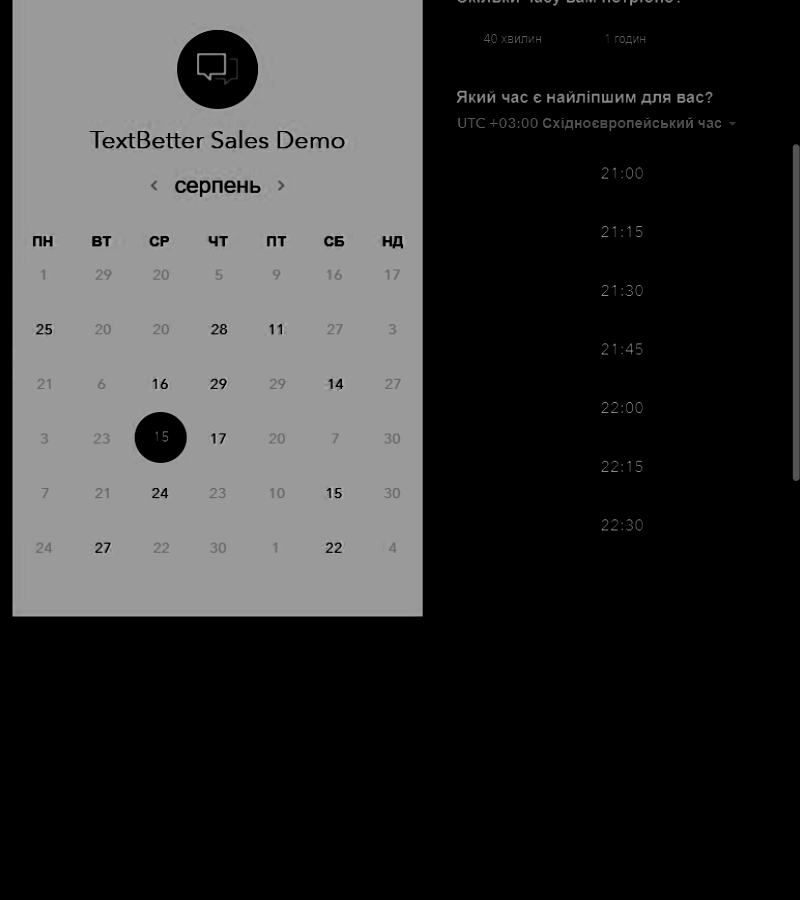 TextBetter Sales Demo
серпень
ПН ВТ СР ЧТ ПТ СБ НД
1 29 20 5 9 16 17
25 20 20 28 11 27 3
21 6 16 29 29 14 27
3 23 15 17 20 7 30
7 21 24 23 10 15 30
24 27 22 30 1 22 4
Скільки часу вам потрібно?
40 хвилин 1 годин
Який час є найліпшим для вас?
UTC +03:00 Східноєвропейський час
21:00
21:15
21:30
21:45
22:00
22:15
22:30